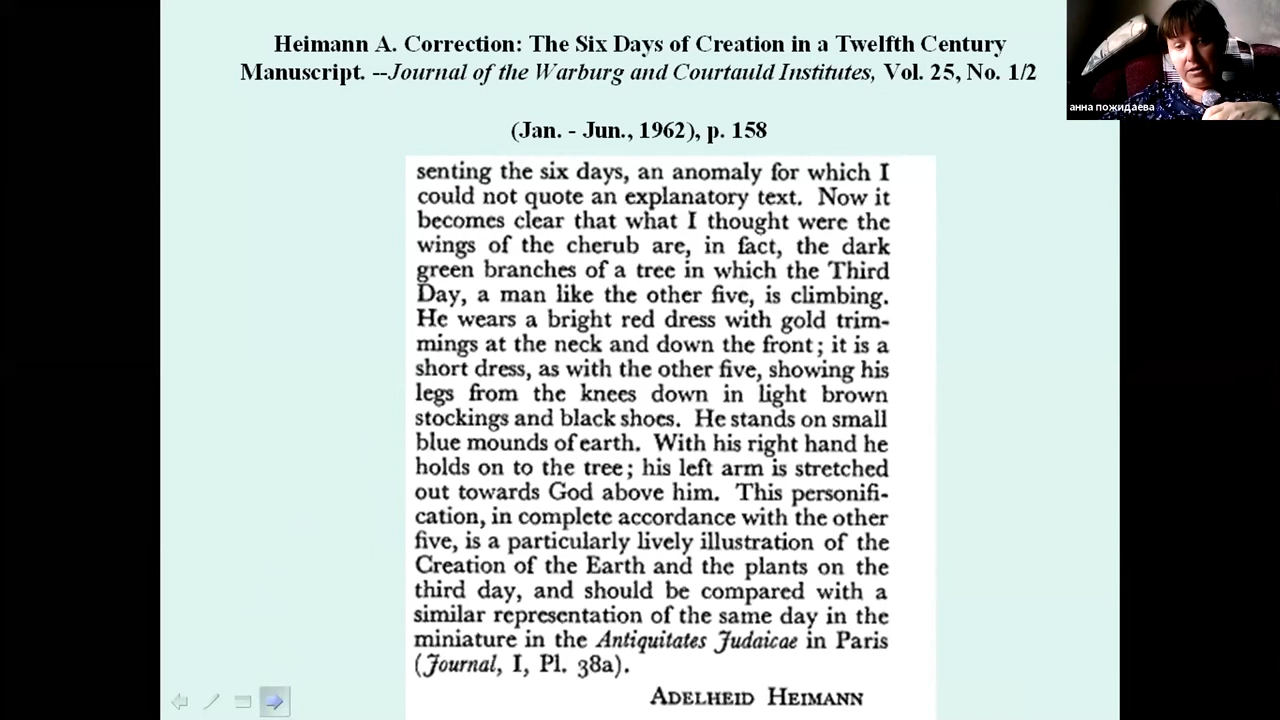 Heimann A. Correction: The Six Days of Creation in a Twelfth Century
Manuscript. --Journal of the Warburg and Courtauld Institutes, Vol. 25, No. 1/2
(Jan. - Jun., 1962), p. 158
анна пожидаева
senting the six days, an anomaly for which I
could not quote an explanatory text. Now it
becomes clear that what I thought were the
wings of the cherub are, in fact, the dark
green branches of a tree in which the Third
Day, a man like the other five, is climbing.
He wears a bright red dress with gold trim-
mings at the neck and down the front; it is a
short dress, as with the other five, showing his
legs from the knees down in light brown
stockings and black shoes. He stands on small
blue mounds of earth. With his right hand he
holds on to the tree; his left arm is stretched
out towards God above him. This personifi-
cation, in complete accordance with the other
five, is a particularly lively illustration of the
Creation of the Earth and the plants on the
third day, and should be compared with a
similar representation of the same day in the
miniature in the Antiquitates Judaicae in Paris
(Journal, I, Pl. 38a).
ADELHEID HEIMANN